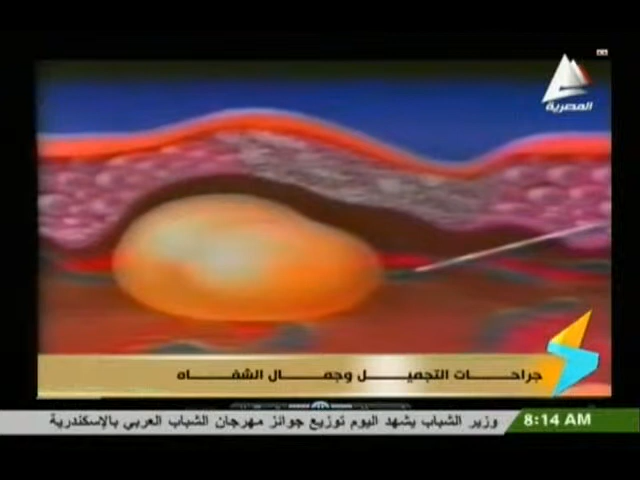 المصرية
جراحات التجميل وجمال الشفاه
وزير الشباب يشهد اليوم توزيع جوائز مهرجان الشباب العربي بالإسكندرية
8:14 AM